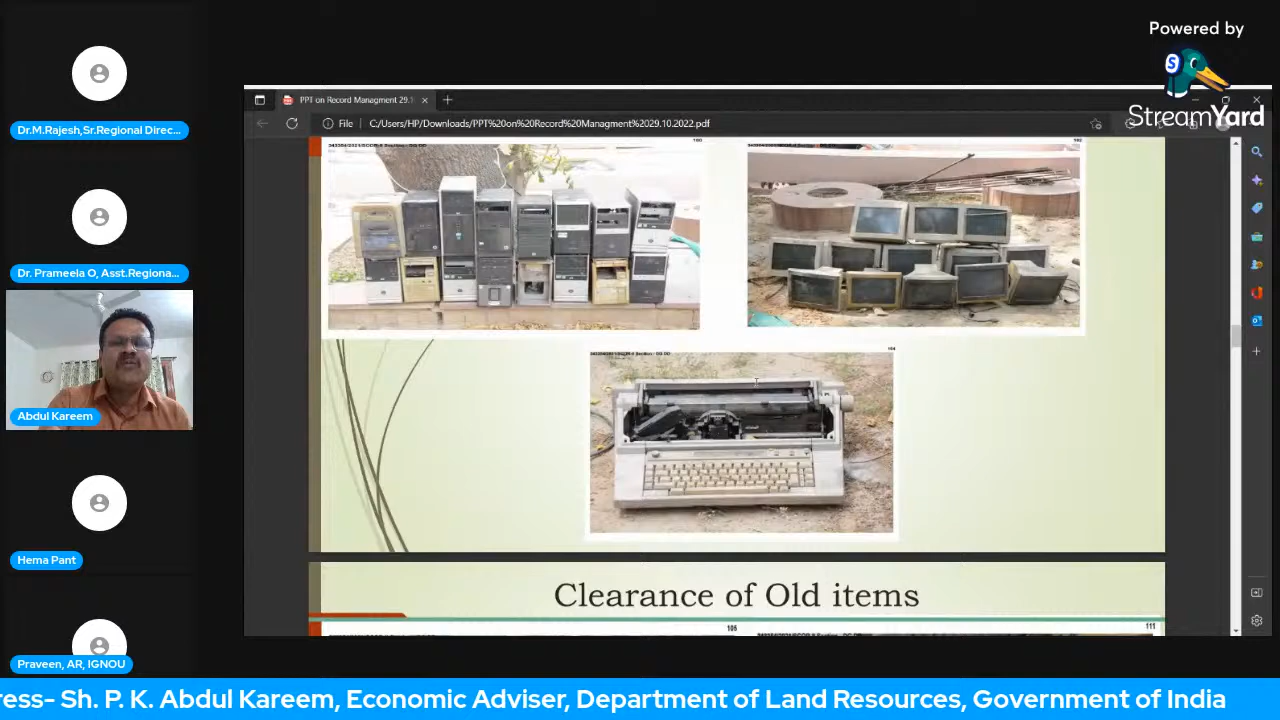 Powered by
StreamYard
Dr.M.Rajesh,Sr.Regional Direc...
Dr. Prameela O, Asst.Regiona...
Abdul Kareem
Hema Pant
Praveen, AR, IGNOU
PPT on Record Managment 29.1
File
C:/Users/HP/Downloads/PPT%20on%20Record%20Managment%2029.10.2022.pdf
Clearance of Old items
106
111
ress- Sh. P. K. Abdul Kareem, Economic Adviser, Department of Land Resources, Government of India